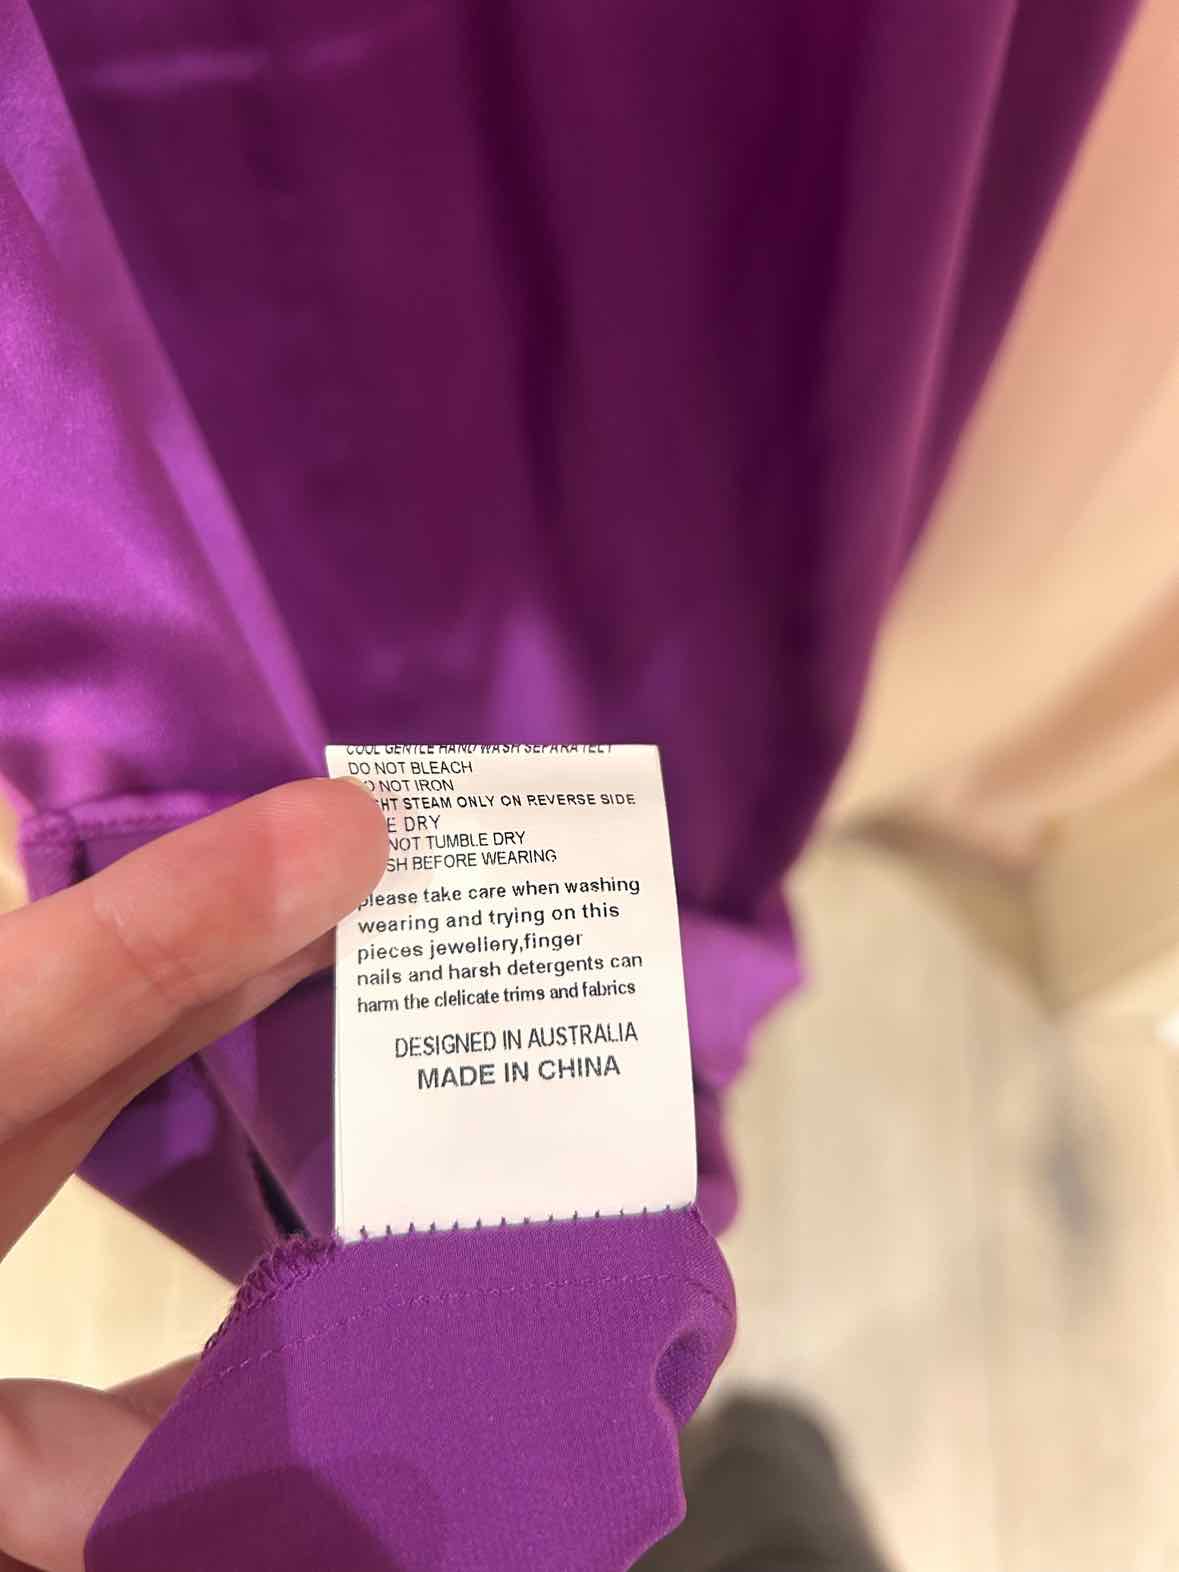 COOL GENTLE HAND WASH SEPARATELY
DO NOT BLEACH
DO NOT IRON
HT STEAM ONLY ON REVERSE SIDE
E DRY
NOT TUMBLE DRY
SH BEFORE WEARING
please take care when washing
wearing and trying on this
pieces jewellery,finger
nails and harsh detergents can
harm the clelicate trims and fabrics
DESIGNED IN AUSTRALIA
MADE IN CHINA